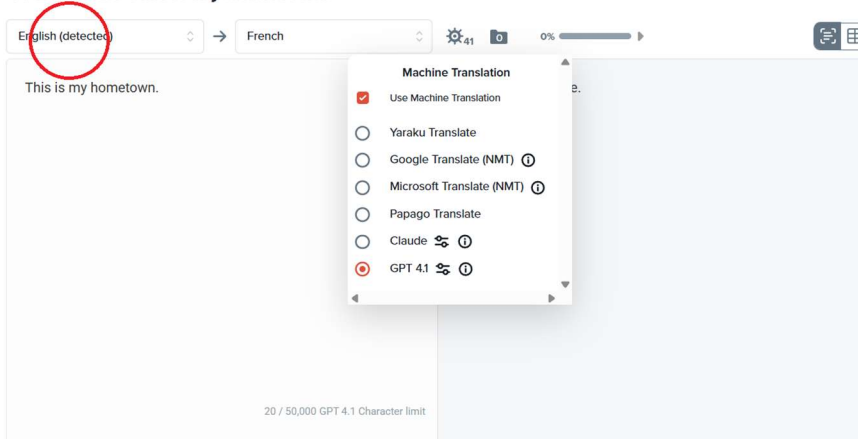 English (detected)
French
41
0
0%
This is my hometown.
e.
Machine Translation
Use Machine Translation
Yaraku Translate
Google Translate (NMT)
Microsoft Translate (NMT)
Papago Translate
Claude
GPT 4.1
20 / 50,000 GPT 4.1 Character limit